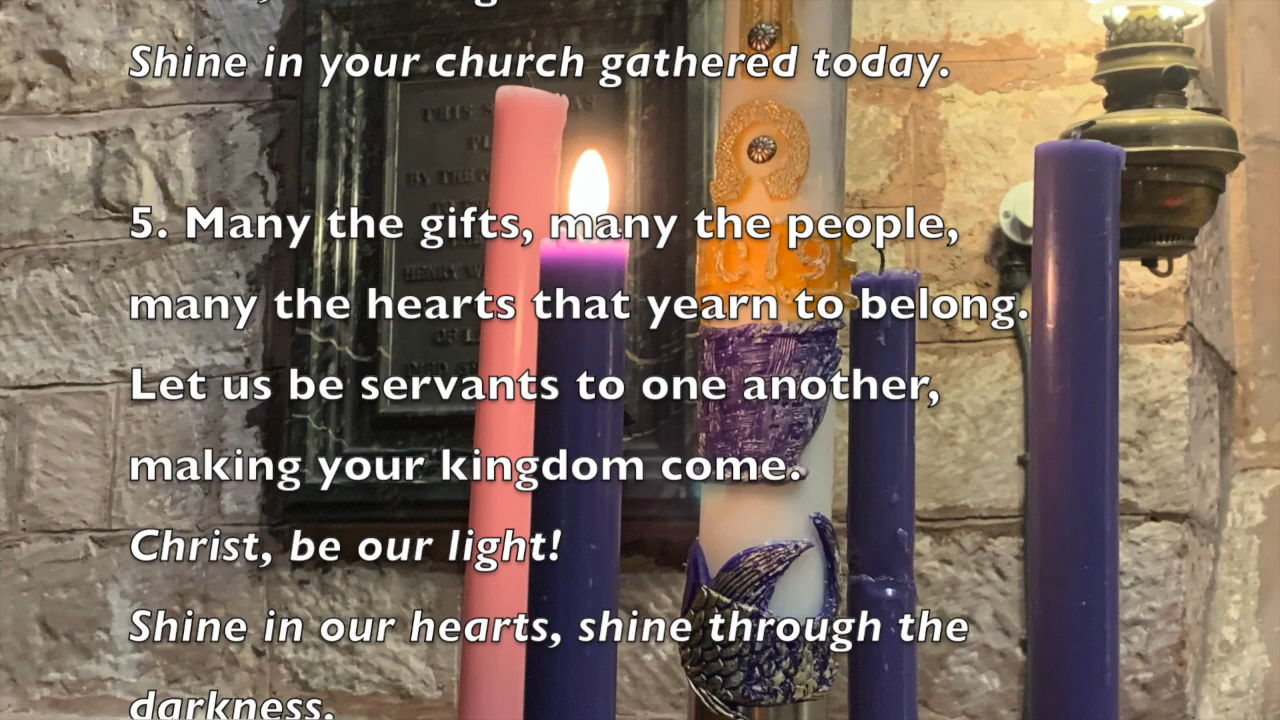 Shine in your church gathered today.
5. Many the gifts, many the people,
many the hearts that yearn to belong.
Let us be servants to one another,
making your kingdom come.
Christ, be our light!
Shine in our hearts, shine through the
darkness.